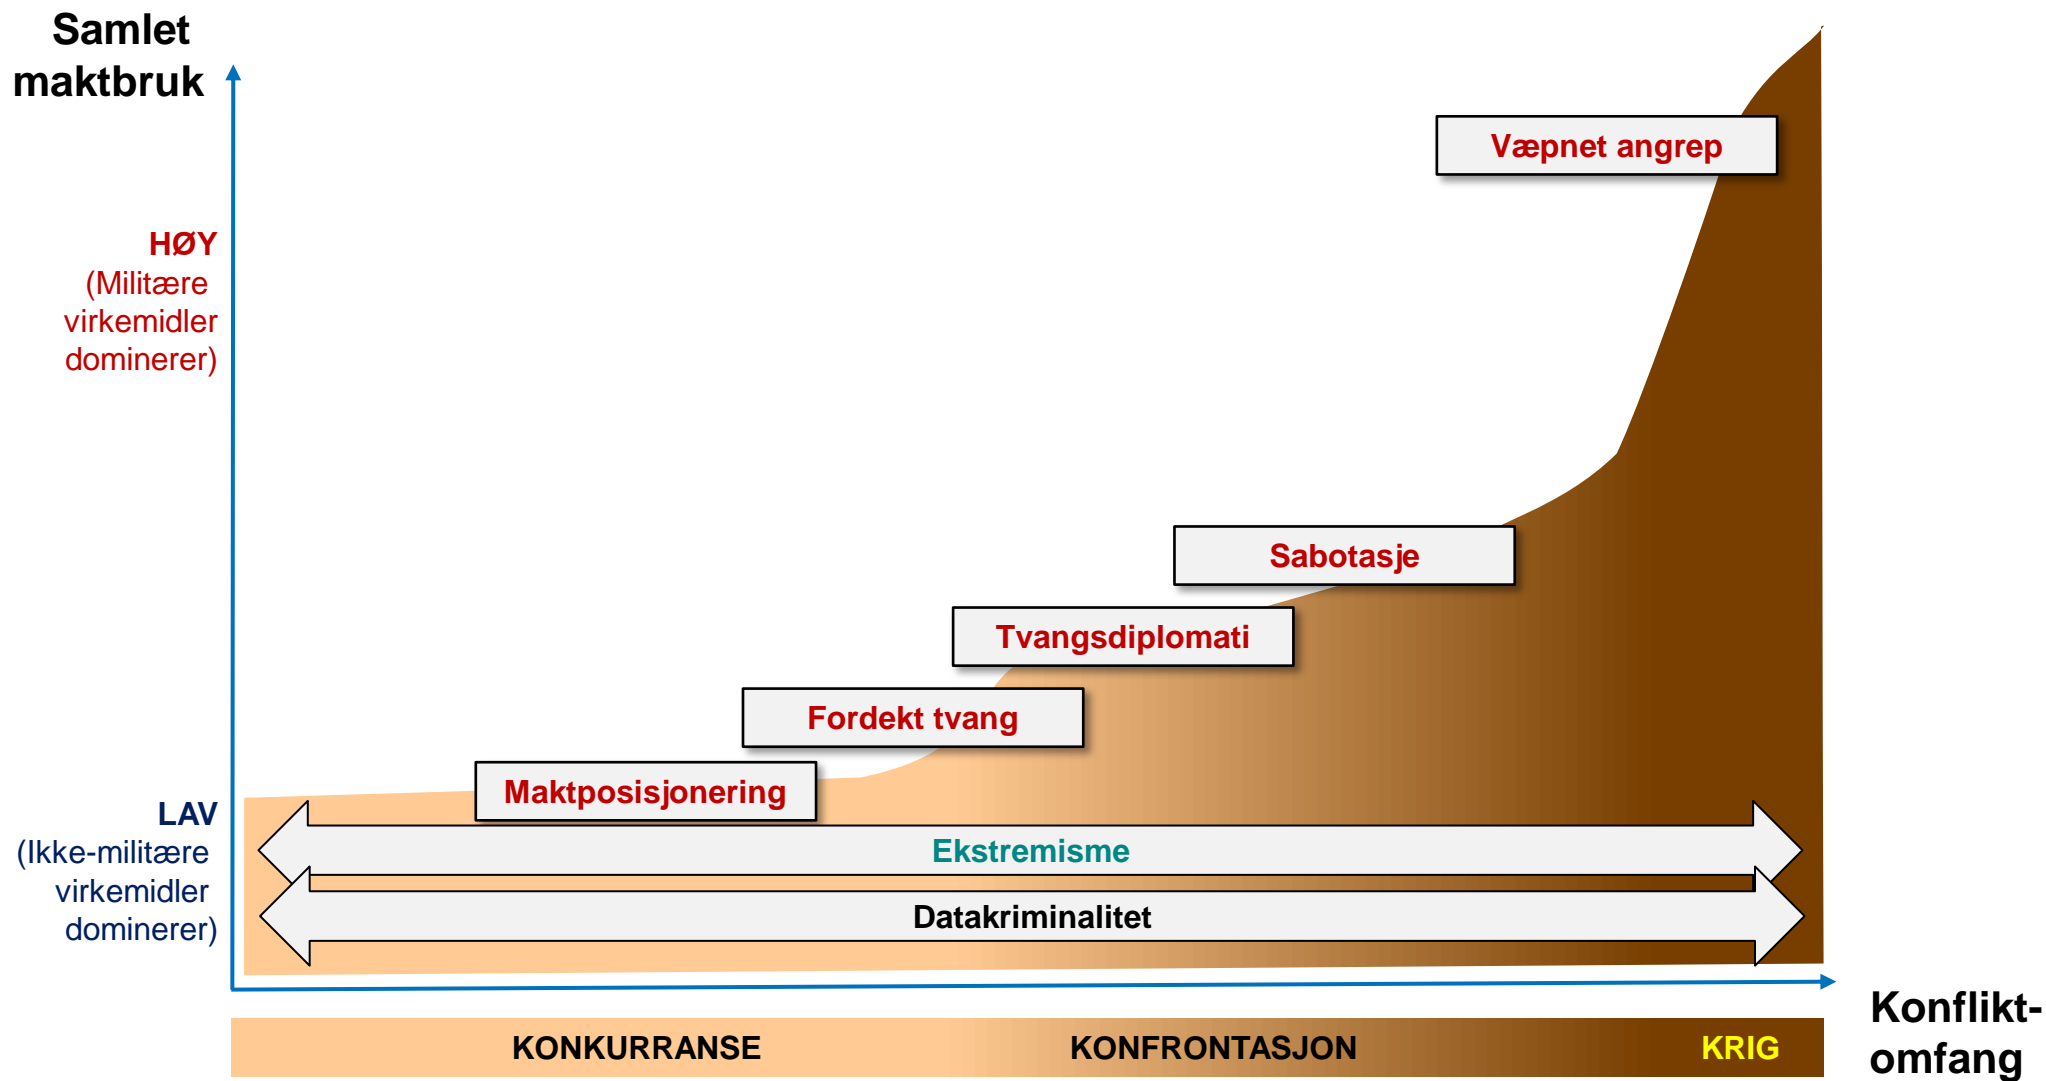 Samlet
maktbruk
Væpnet angrep
HØY
(Militære
virkemidler
dominerer)
Sabotasje
Tvangsdiplomati
Fordekt tvang
Maktposisjonering
LAV
(Ikke-militære
virkemidler
dominerer)
Ekstremisme
Datakriminalitet
KONKURRANSE
KONFRONTASJON
KRIG
Konflikt-
omfang